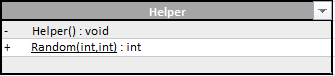 Helper
- Helper() : void
+ Random(int,int) : int